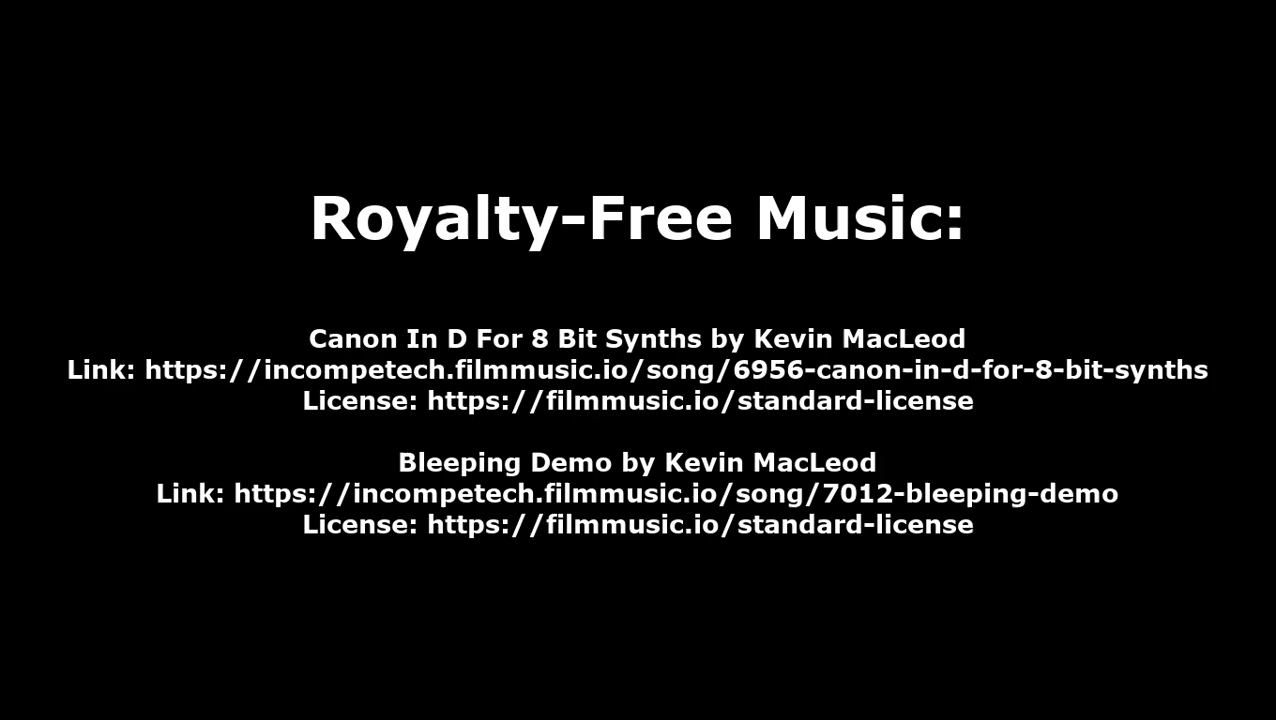 Royalty-Free Music:
Canon In D For 8 Bit Synths by Kevin MacLeod
Link: https://incompetech.filmmusic.io/song/6956-canon-in-d-for-8-bit-synths
License: https://filmmusic.io/standard-license
Bleeping Demo by Kevin MacLeod
Link: https://incompetech.filmmusic.io/song/7012-bleeping-demo
License: https://filmmusic.io/standard-license